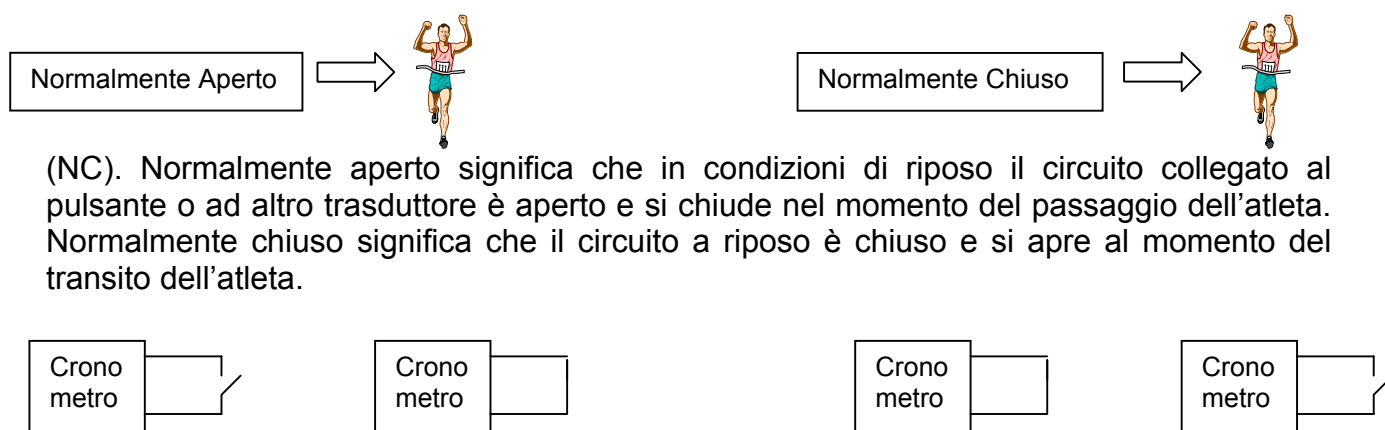 Normalmente Aperto
Normalmente Chiuso
(NC). Normalmente aperto significa che in condizioni di riposo il circuito collegato al
pulsante o ad altro trasduttore è aperto e si chiude nel momento del passaggio dell’atleta.
Normalmente chiuso significa che il circuito a riposo è chiuso e si apre al momento del
transito dell’atleta.
Crono
metro
Crono
metro
Crono
metro
Crono
metro